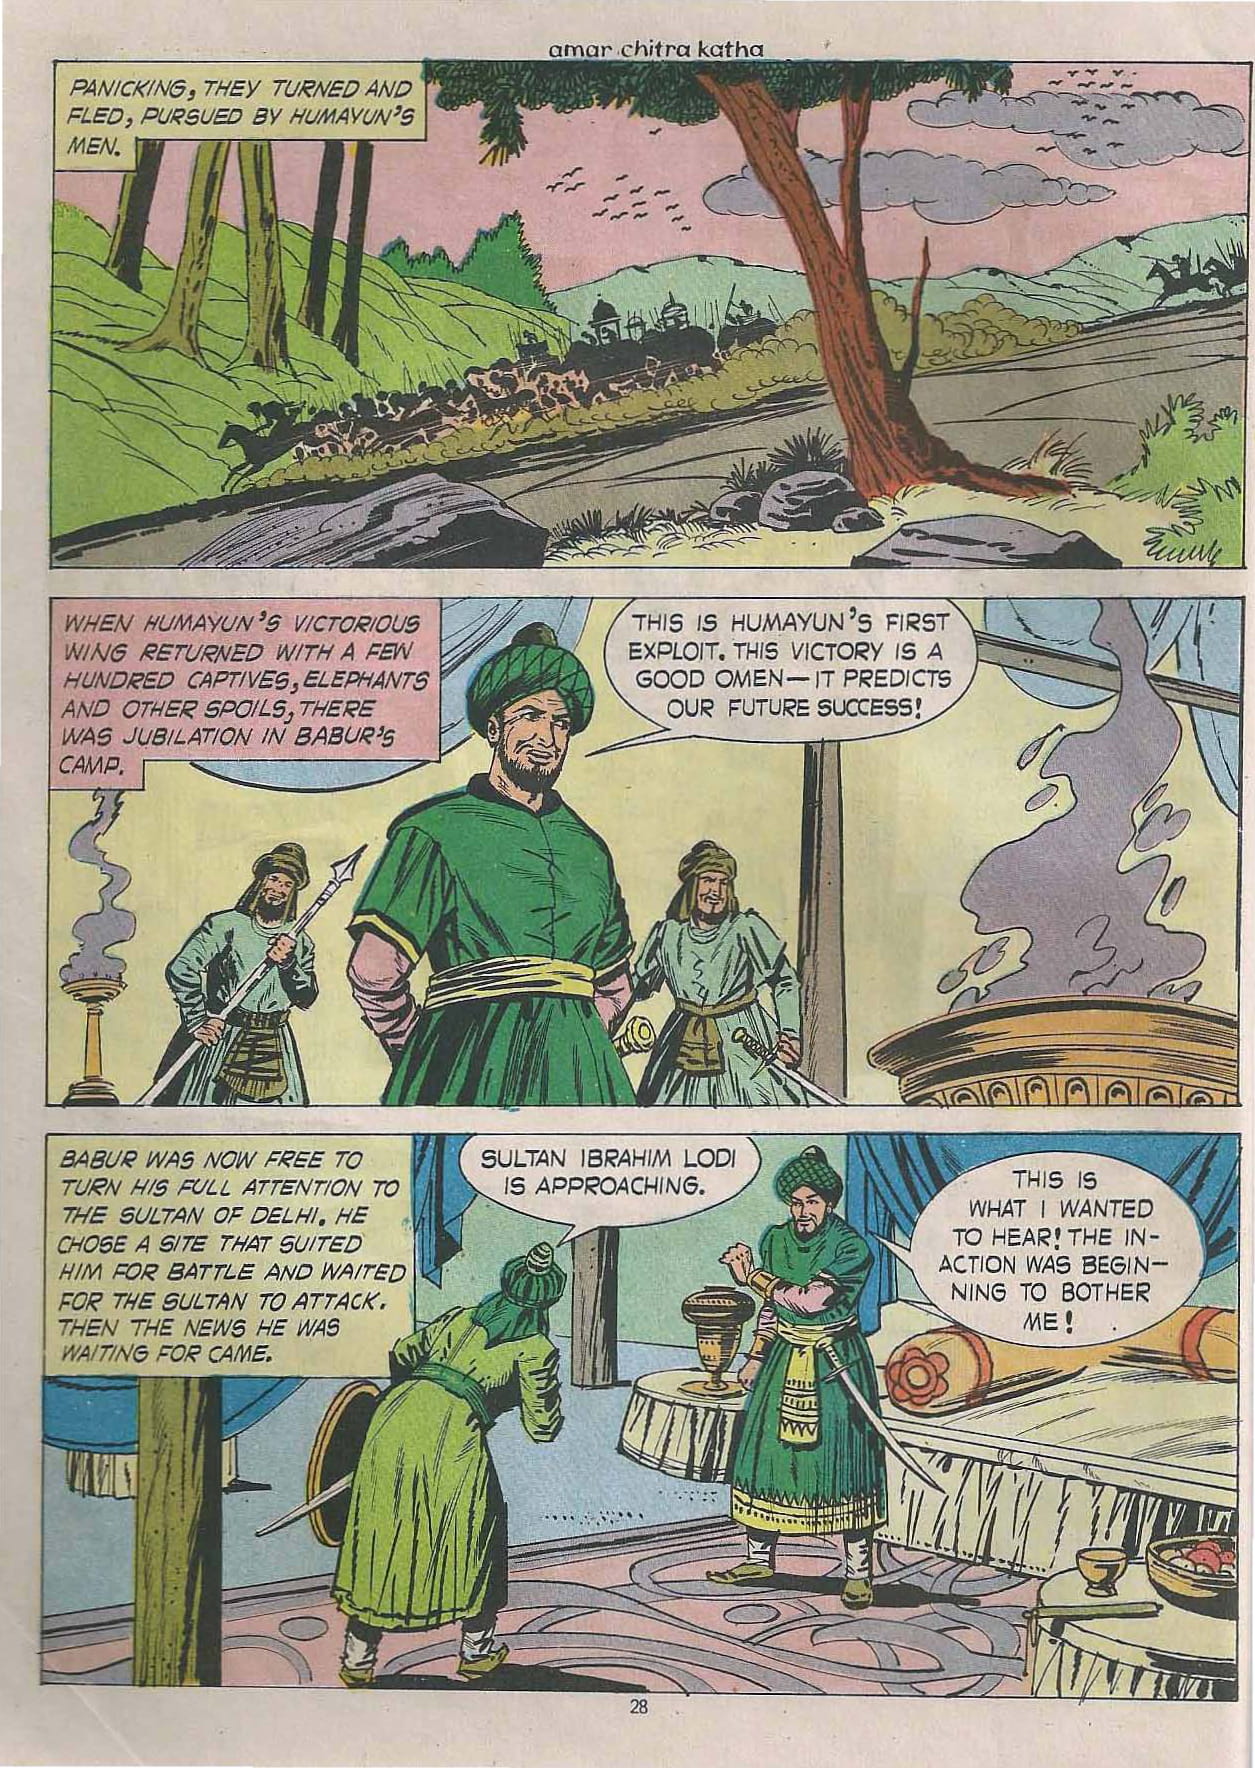 amar chitra katha
PANICKING, THEY TURNED AND
FLED, PURSUED BY HUMAYUN'S
MEN.
WHEN HUMAYUN'S VICTORIOUS
WING RETURNED WITH A FEW
HUNDRED CAPTIVES, ELEPHANTS
AND OTHER SPOILS, THERE
WAS JUBILATION IN BABUR'S
CAMP.
THIS IS HUMAYUN'S FIRST
EXPLOIT. THIS VICTORY IS A
GOOD OMEN—IT PREDICTS
OUR FUTURE SUCCESS!
BABUR WAS NOW FREE TO
TURN HIS FULL ATTENTION TO
THE SULTAN OF DELHI. HE
CHOSE A SITE THAT SUITED
HIM FOR BATTLE AND WAITED
FOR THE SULTAN TO ATTACK.
THEN THE NEWS HE WAS
WAITING FOR CAME.
SULTAN IBRAHIM LODI
IS APPROACHING.
THIS IS
WHAT I WANTED
TO HEAR! THE IN-
ACTION WAS BEGIN-
NING TO BOTHER
ME!
28